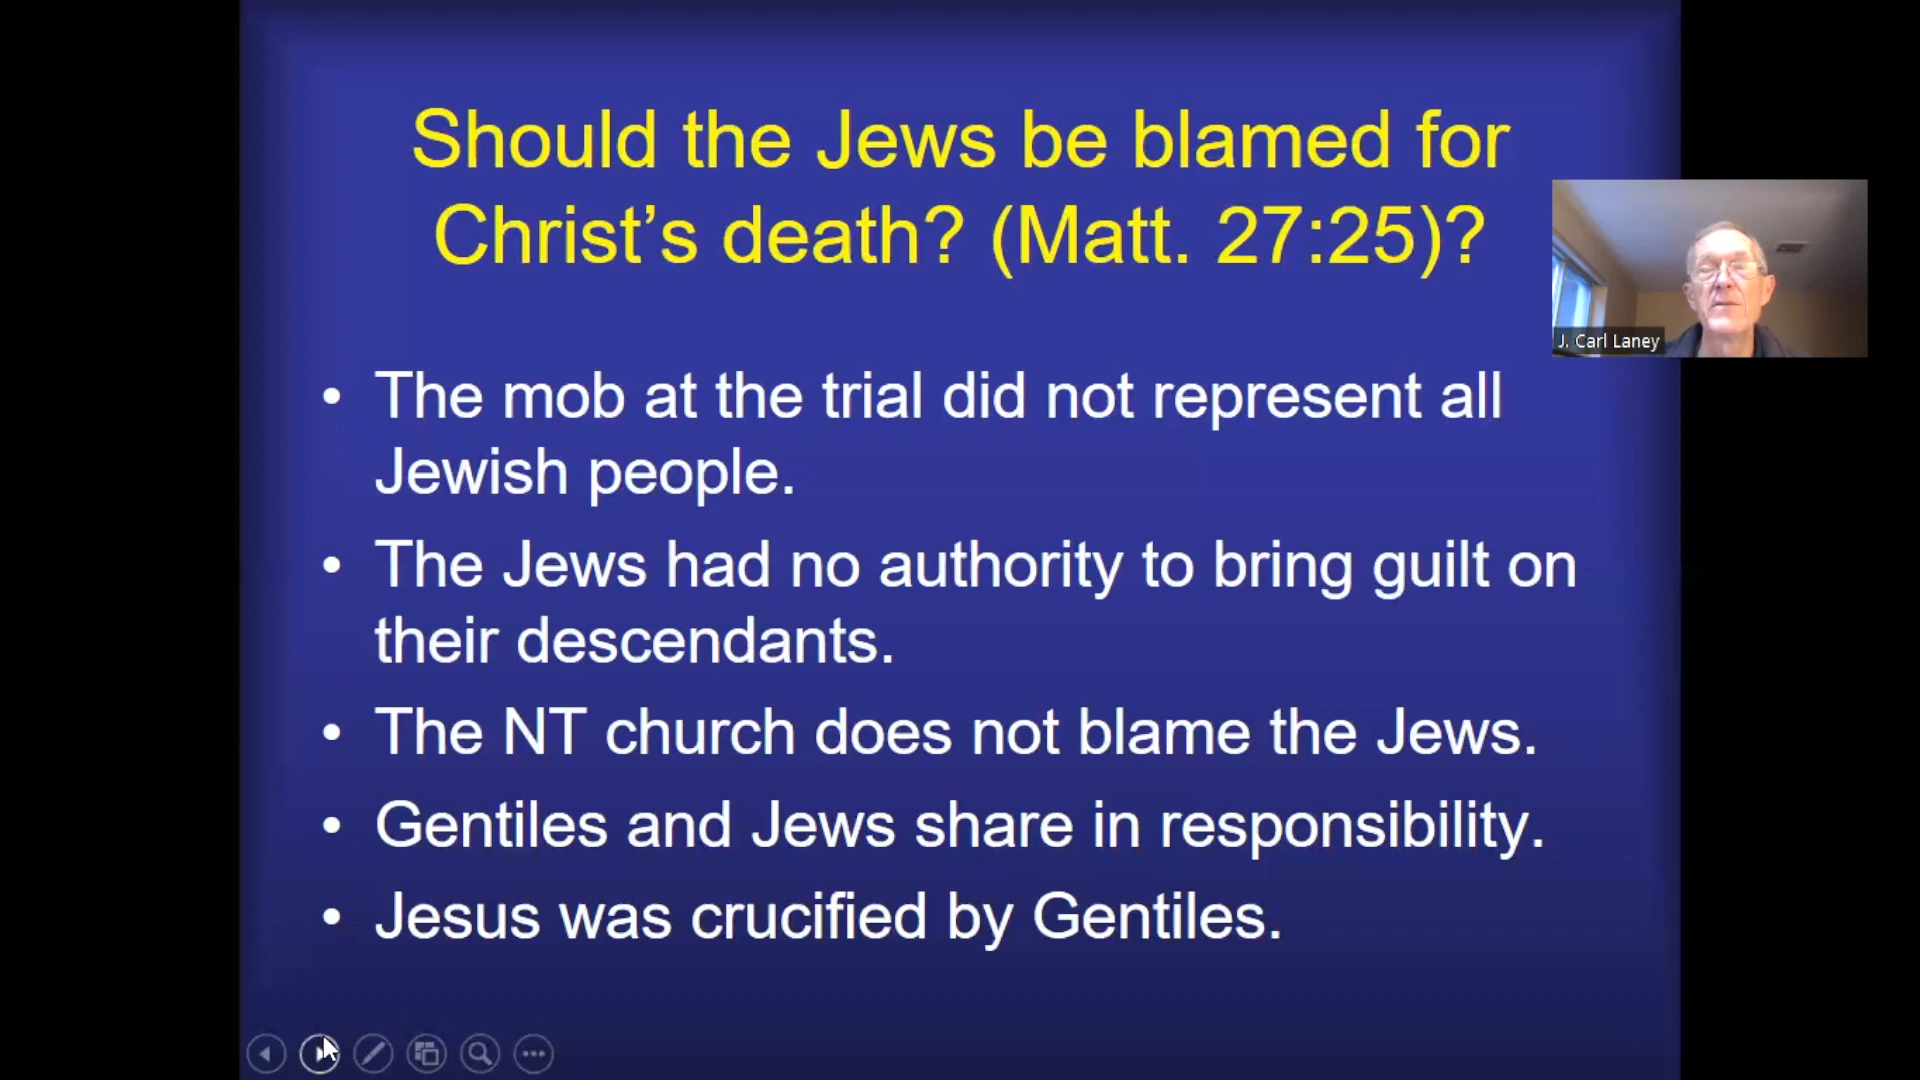 Should the Jews be blamed for
Christ's death? (Matt. 27:25)?
J. Carl Laney
• The mob at the trial did not represent all
Jewish people.
• The Jews had no authority to bring guilt on
their descendants.
• The NT church does not blame the Jews.
• Gentiles and Jews share in responsibility.
• Jesus was crucified by Gentiles.